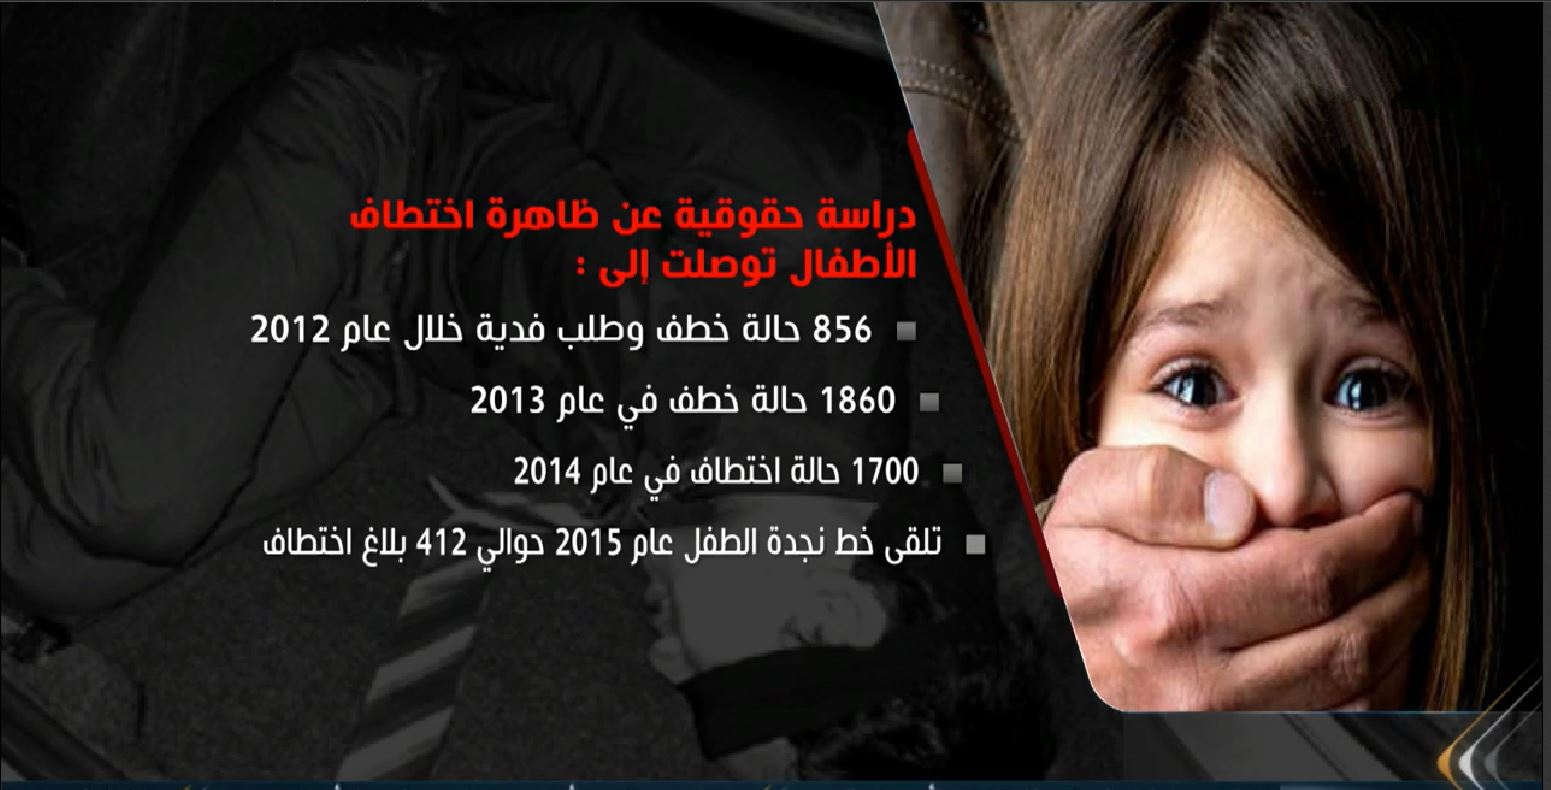 دراسة حقوقية عن ظاهرة اختطاف
الأطفال توصلت إلى :
856 حالة خطف وطلب فدية خلال عام 2012
1860 حالة خطف في عام 2013
1700 حالة اختطاف في عام 2014
تلقى خط نجدة الطفل عام 2015 حوالي 412 بلاغ اختطاف